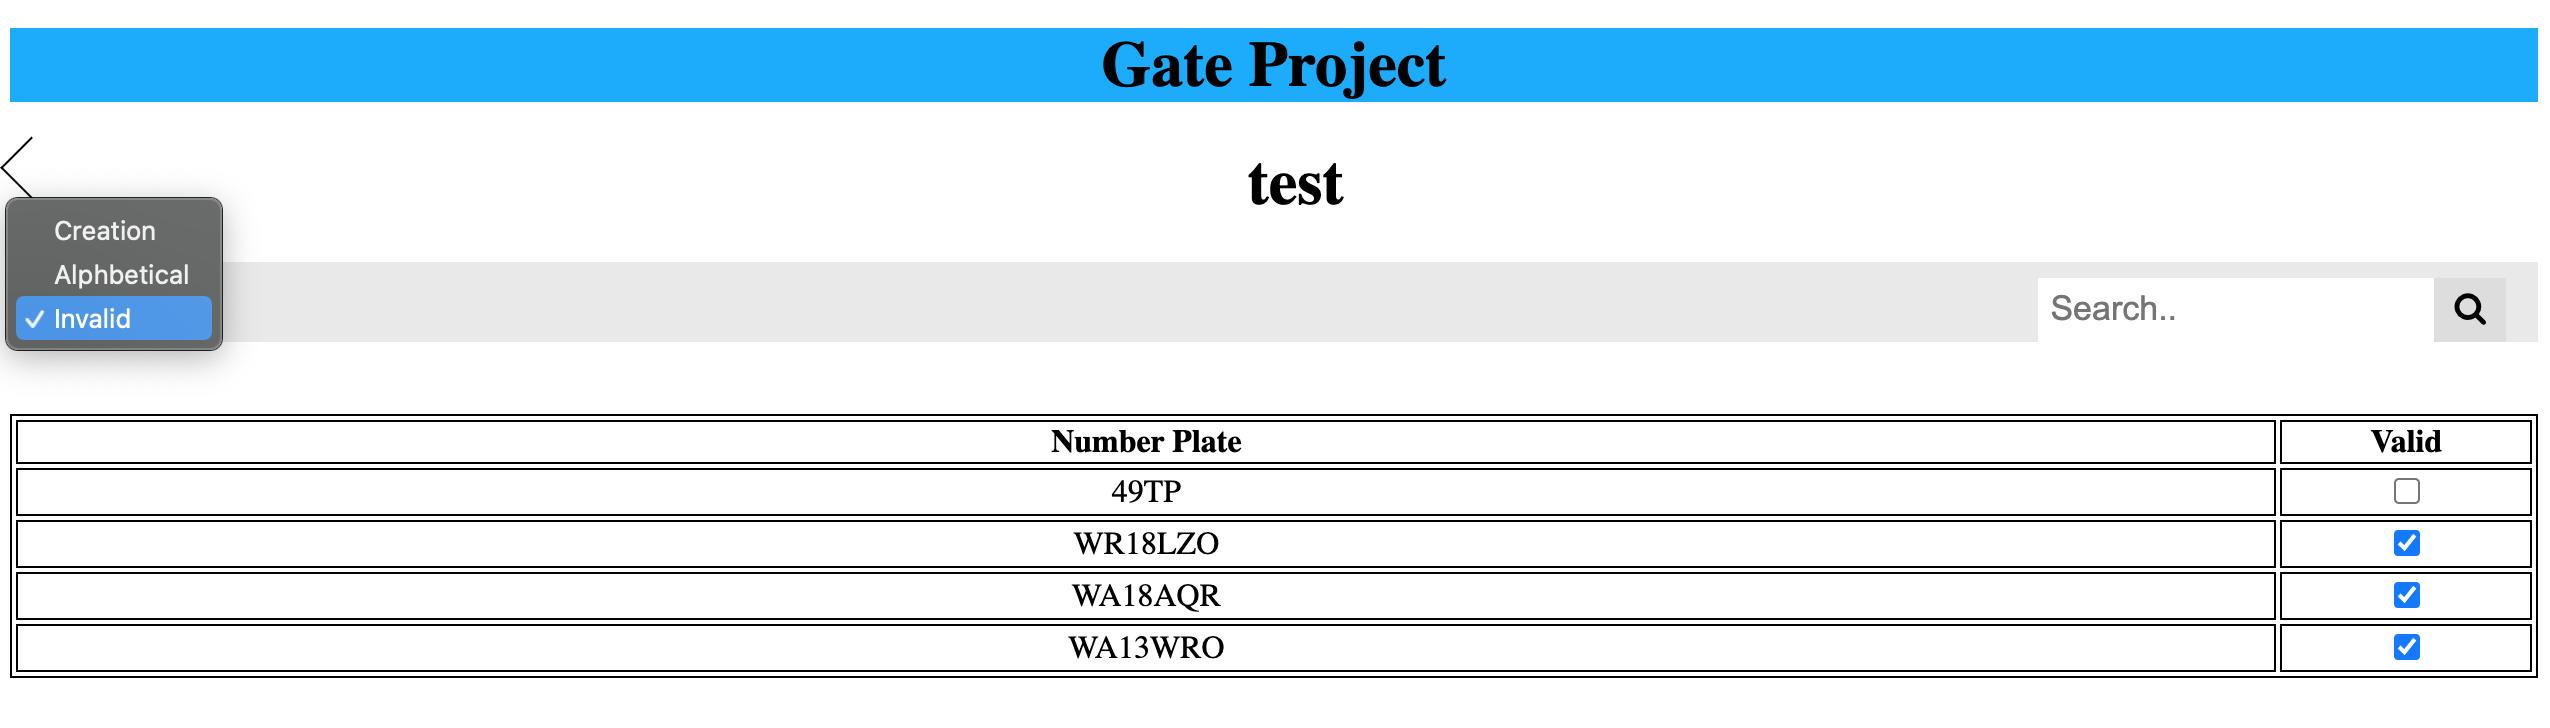 Gate Project
test
Creation
Alphbetical
Invalid
Search..
Number Plate Valid
49TP
WR18LZO
WA18AQR
WA13WRO